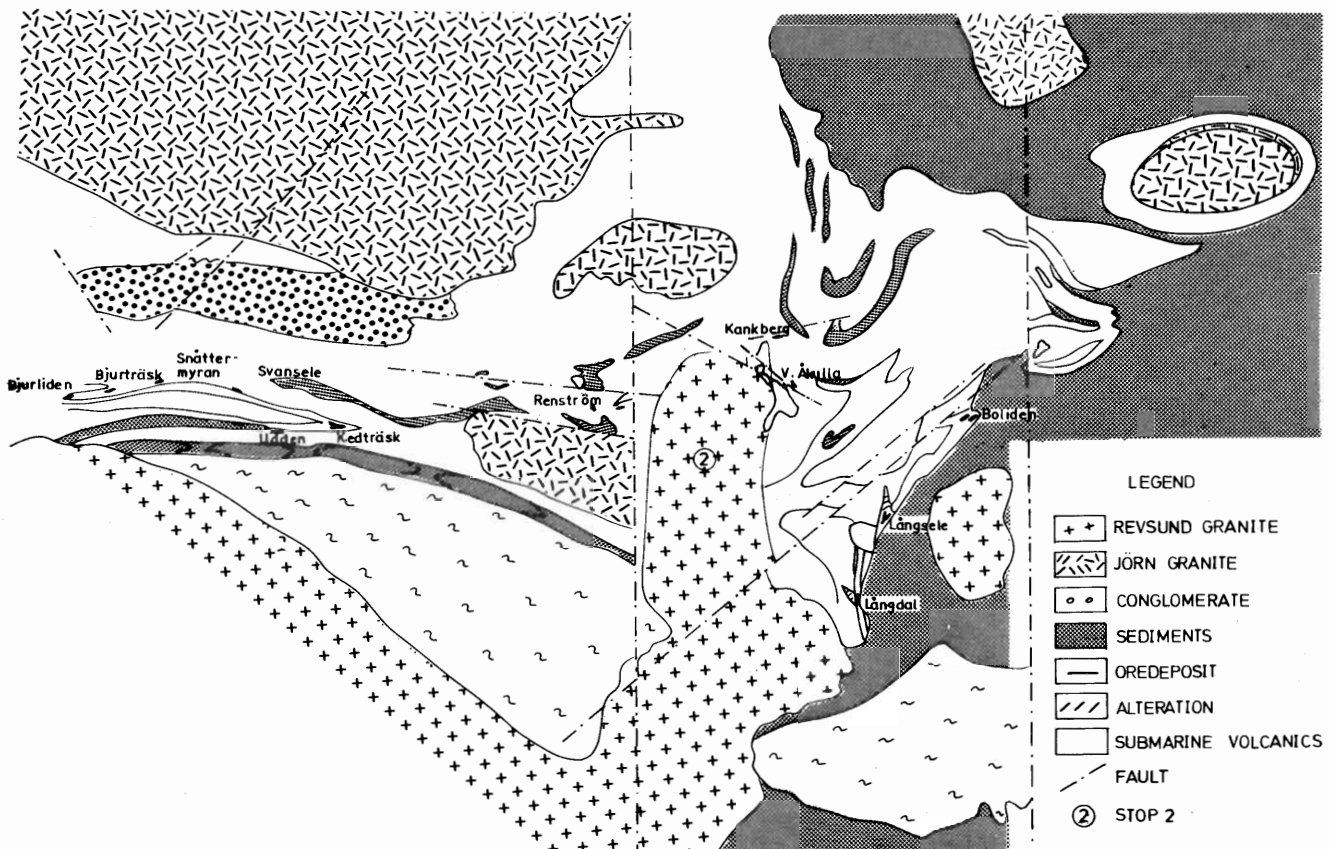 Kankberg
Snätter-
myran
Bjurträsk
Bjurliden
Svansele
V. Åkulla
Renström
Boliden
Udden
Kedträsk
2
Långsele
Långdal
LEGEND
REVSUND GRANITE
JÖRN GRANITE
CONGLOMERATE
SEDIMENTS
OREDEPOSIT
ALTERATION
SUBMARINE VOLCANICS
FAULT
2 STOP 2